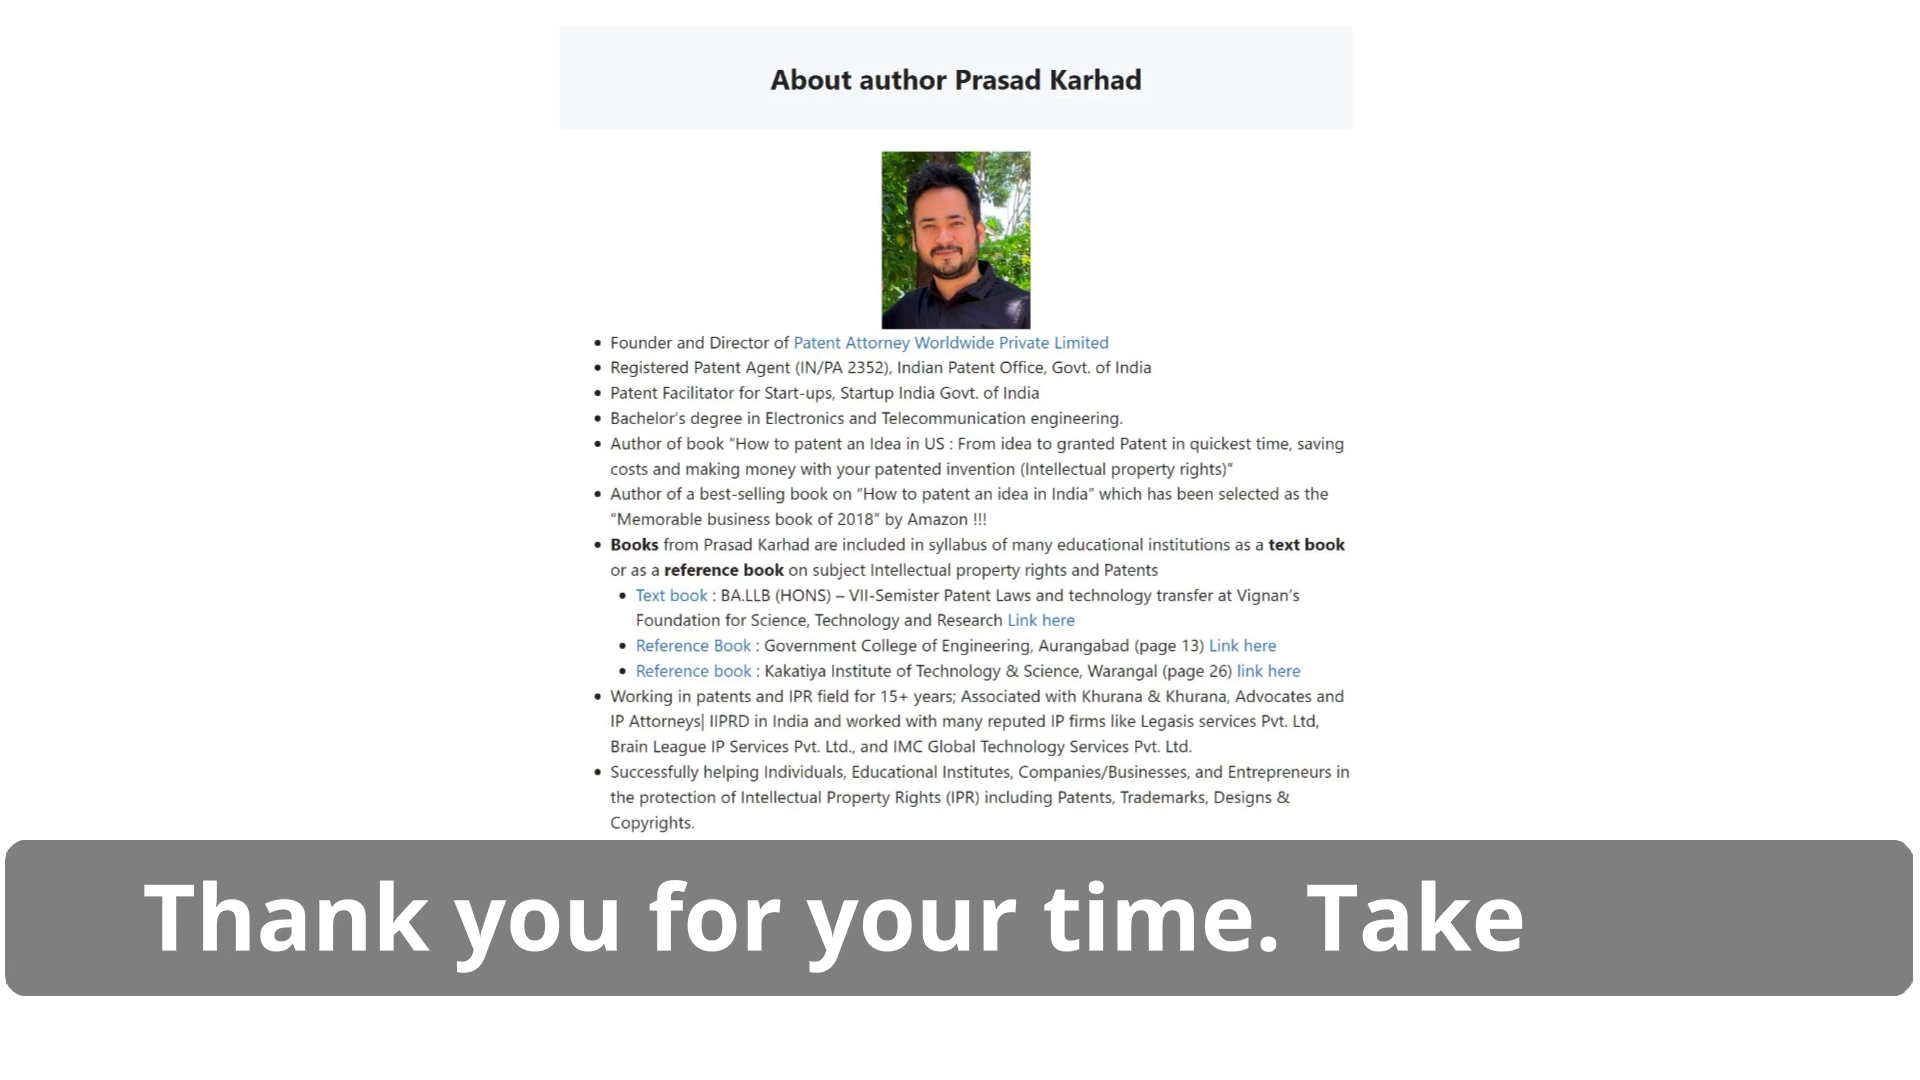 About author Prasad Karhad
Founder and Director of Patent Attorney Worldwide Private Limited
Registered Patent Agent (IN/PA 2352), Indian Patent Office, Govt. of India
Patent Facilitator for Start-ups, Startup India Govt. of India
Bachelor’s degree in Electronics and Telecommunication engineering.
Author of book “How to patent an Idea in US : From idea to granted Patent in quickest time, saving
costs and making money with your patented invention (Intellectual property rights)”
Author of a best-selling book on “How to patent an idea in India” which has been selected as the
“Memorable business book of 2018” by Amazon !!!
Books from Prasad Karhad are included in syllabus of many educational institutions as a text book
or as a reference book on subject Intellectual property rights and Patents
Text book : BA.LLB (HONS) – VII-Semister Patent Laws and technology transfer at Vignan’s
Foundation for Science, Technology and Research Link here
Reference Book : Government College of Engineering, Aurangabad (page 13) Link here
Reference book : Kakatiya Institute of Technology & Science, Warangal (page 26) link here
Working in patents and IPR field for 15+ years; Associated with Khurana & Khurana, Advocates and
IP Attorneys| IIPRD in India and worked with many reputed IP firms like Legasis services Pvt. Ltd,
Brain League IP Services Pvt. Ltd., and IMC Global Technology Services Pvt. Ltd.
Successfully helping Individuals, Educational Institutes, Companies/Businesses, and Entrepreneurs in
the protection of Intellectual Property Rights (IPR) including Patents, Trademarks, Designs &
Copyrights.
Thank you for your time. Take